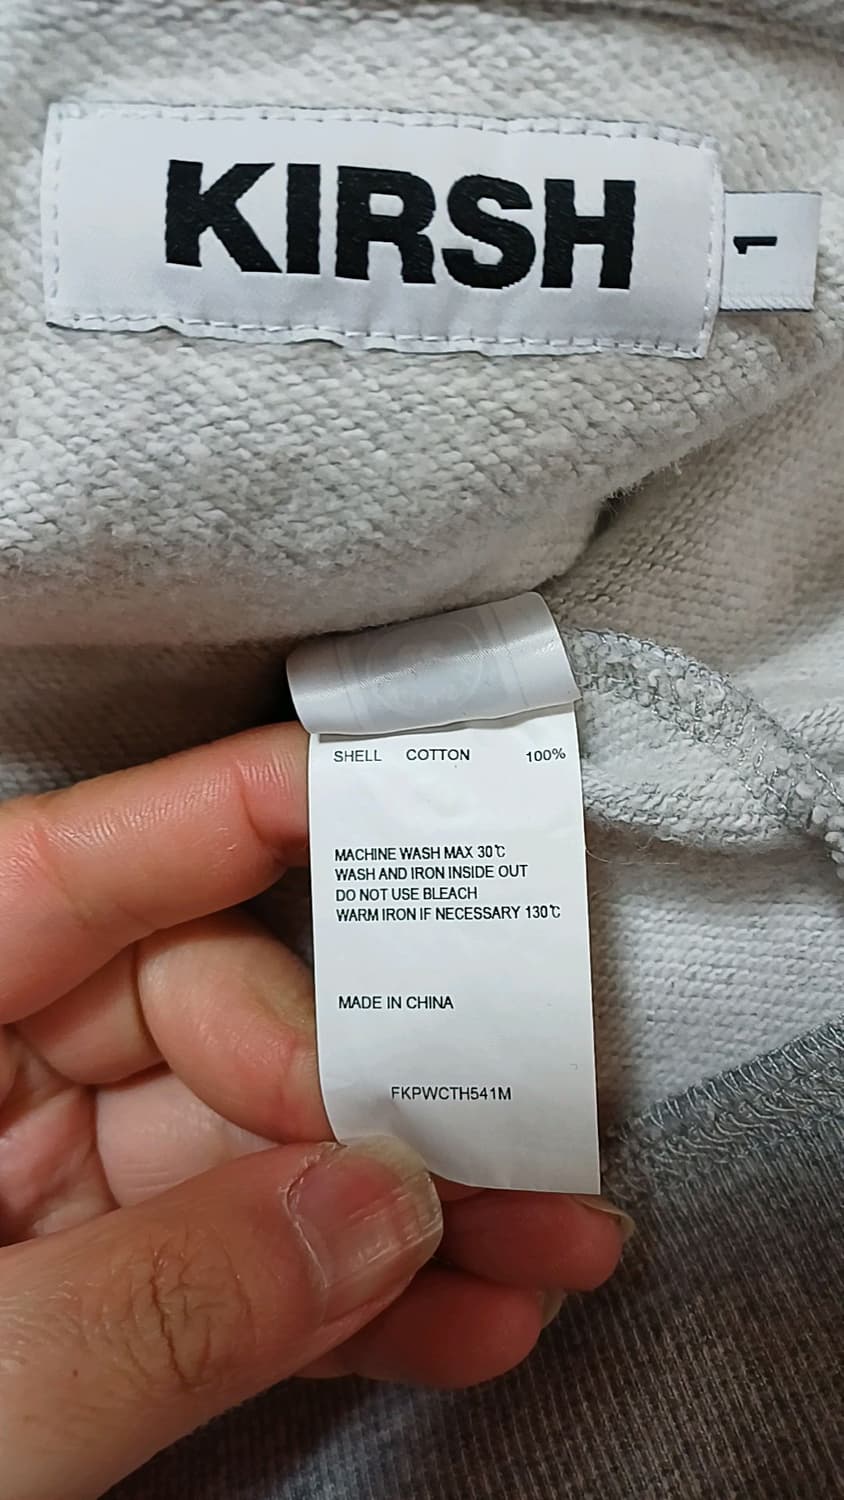 KIRSH
1
SHELL COTTON 100%
MACHINE WASH MAX 30℃
WASH AND IRON INSIDE OUT
DO NOT USE BLEACH
WARM IRON IF NECESSARY 130℃
MADE IN CHINA
FKPWCTH541M